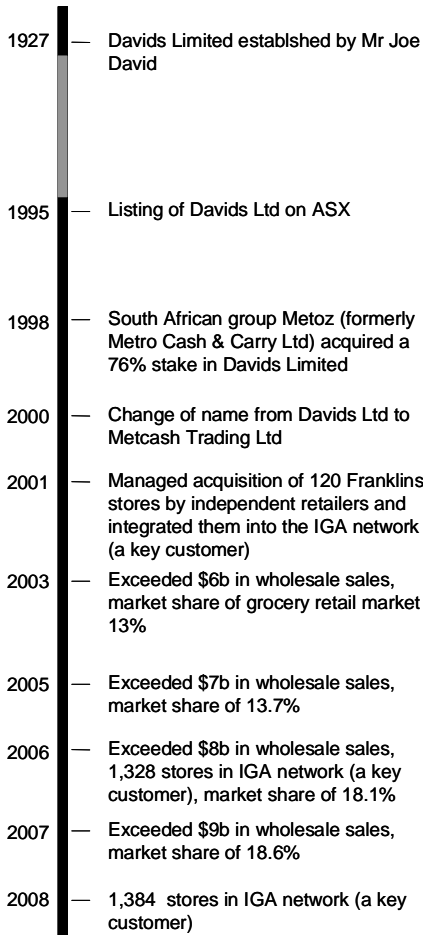 1927 Davids Limited establshed by Mr Joe
David
1995 Listing of Davids Ltd on ASX
1998 South African group Metoz (formerly
Metro Cash & Carry Ltd) acquired a
76% stake in Davids Limited
2000 Change of name from Davids Ltd to
Metcash Trading Ltd
2001 Managed acquisition of 120 Franklins
stores by independent retailers and
integrated them into the IGA network
(a key customer)
2003 Exceeded $6b in wholesale sales,
market share of grocery retail market
13%
2005 Exceeded $7b in wholesale sales,
market share of 13.7%
2006 Exceeded $8b in wholesale sales,
1,328 stores in IGA network (a key
customer), market share of 18.1%
2007 Exceeded $9b in wholesale sales,
market share of 18.6%
2008 1,384 stores in IGA network (a key
customer)